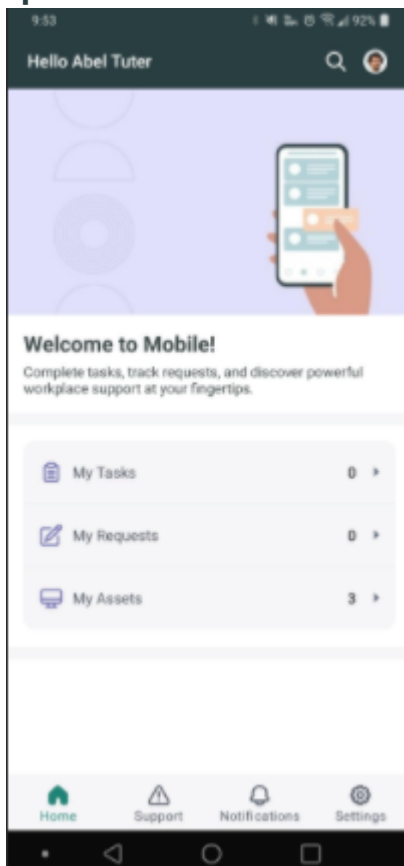 9:53
92%
Hello Abel Tuter
Welcome to Mobile!
Complete tasks, track requests, and discover powerful
workplace support at your fingertips.
My Tasks 0
My Requests 0
My Assets 3
Home Support Notifications Settings